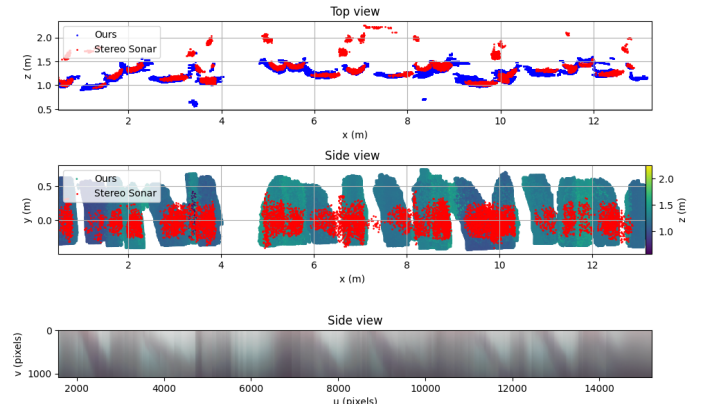 Top view
Ours
Stereo Sonar
2.0
1.5
1.0
0.5
z (m)
2 4 6 8 10 12
x (m)
Side view
Ours
Stereo Sonar
0.5
0.0
y (m)
2 4 6 8 10 12
x (m)
2.0
1.5
1.0
z (m)
Side view
0
1000
v (pixels)
2000 4000 6000 8000 10000 12000 14000
u (pixels)